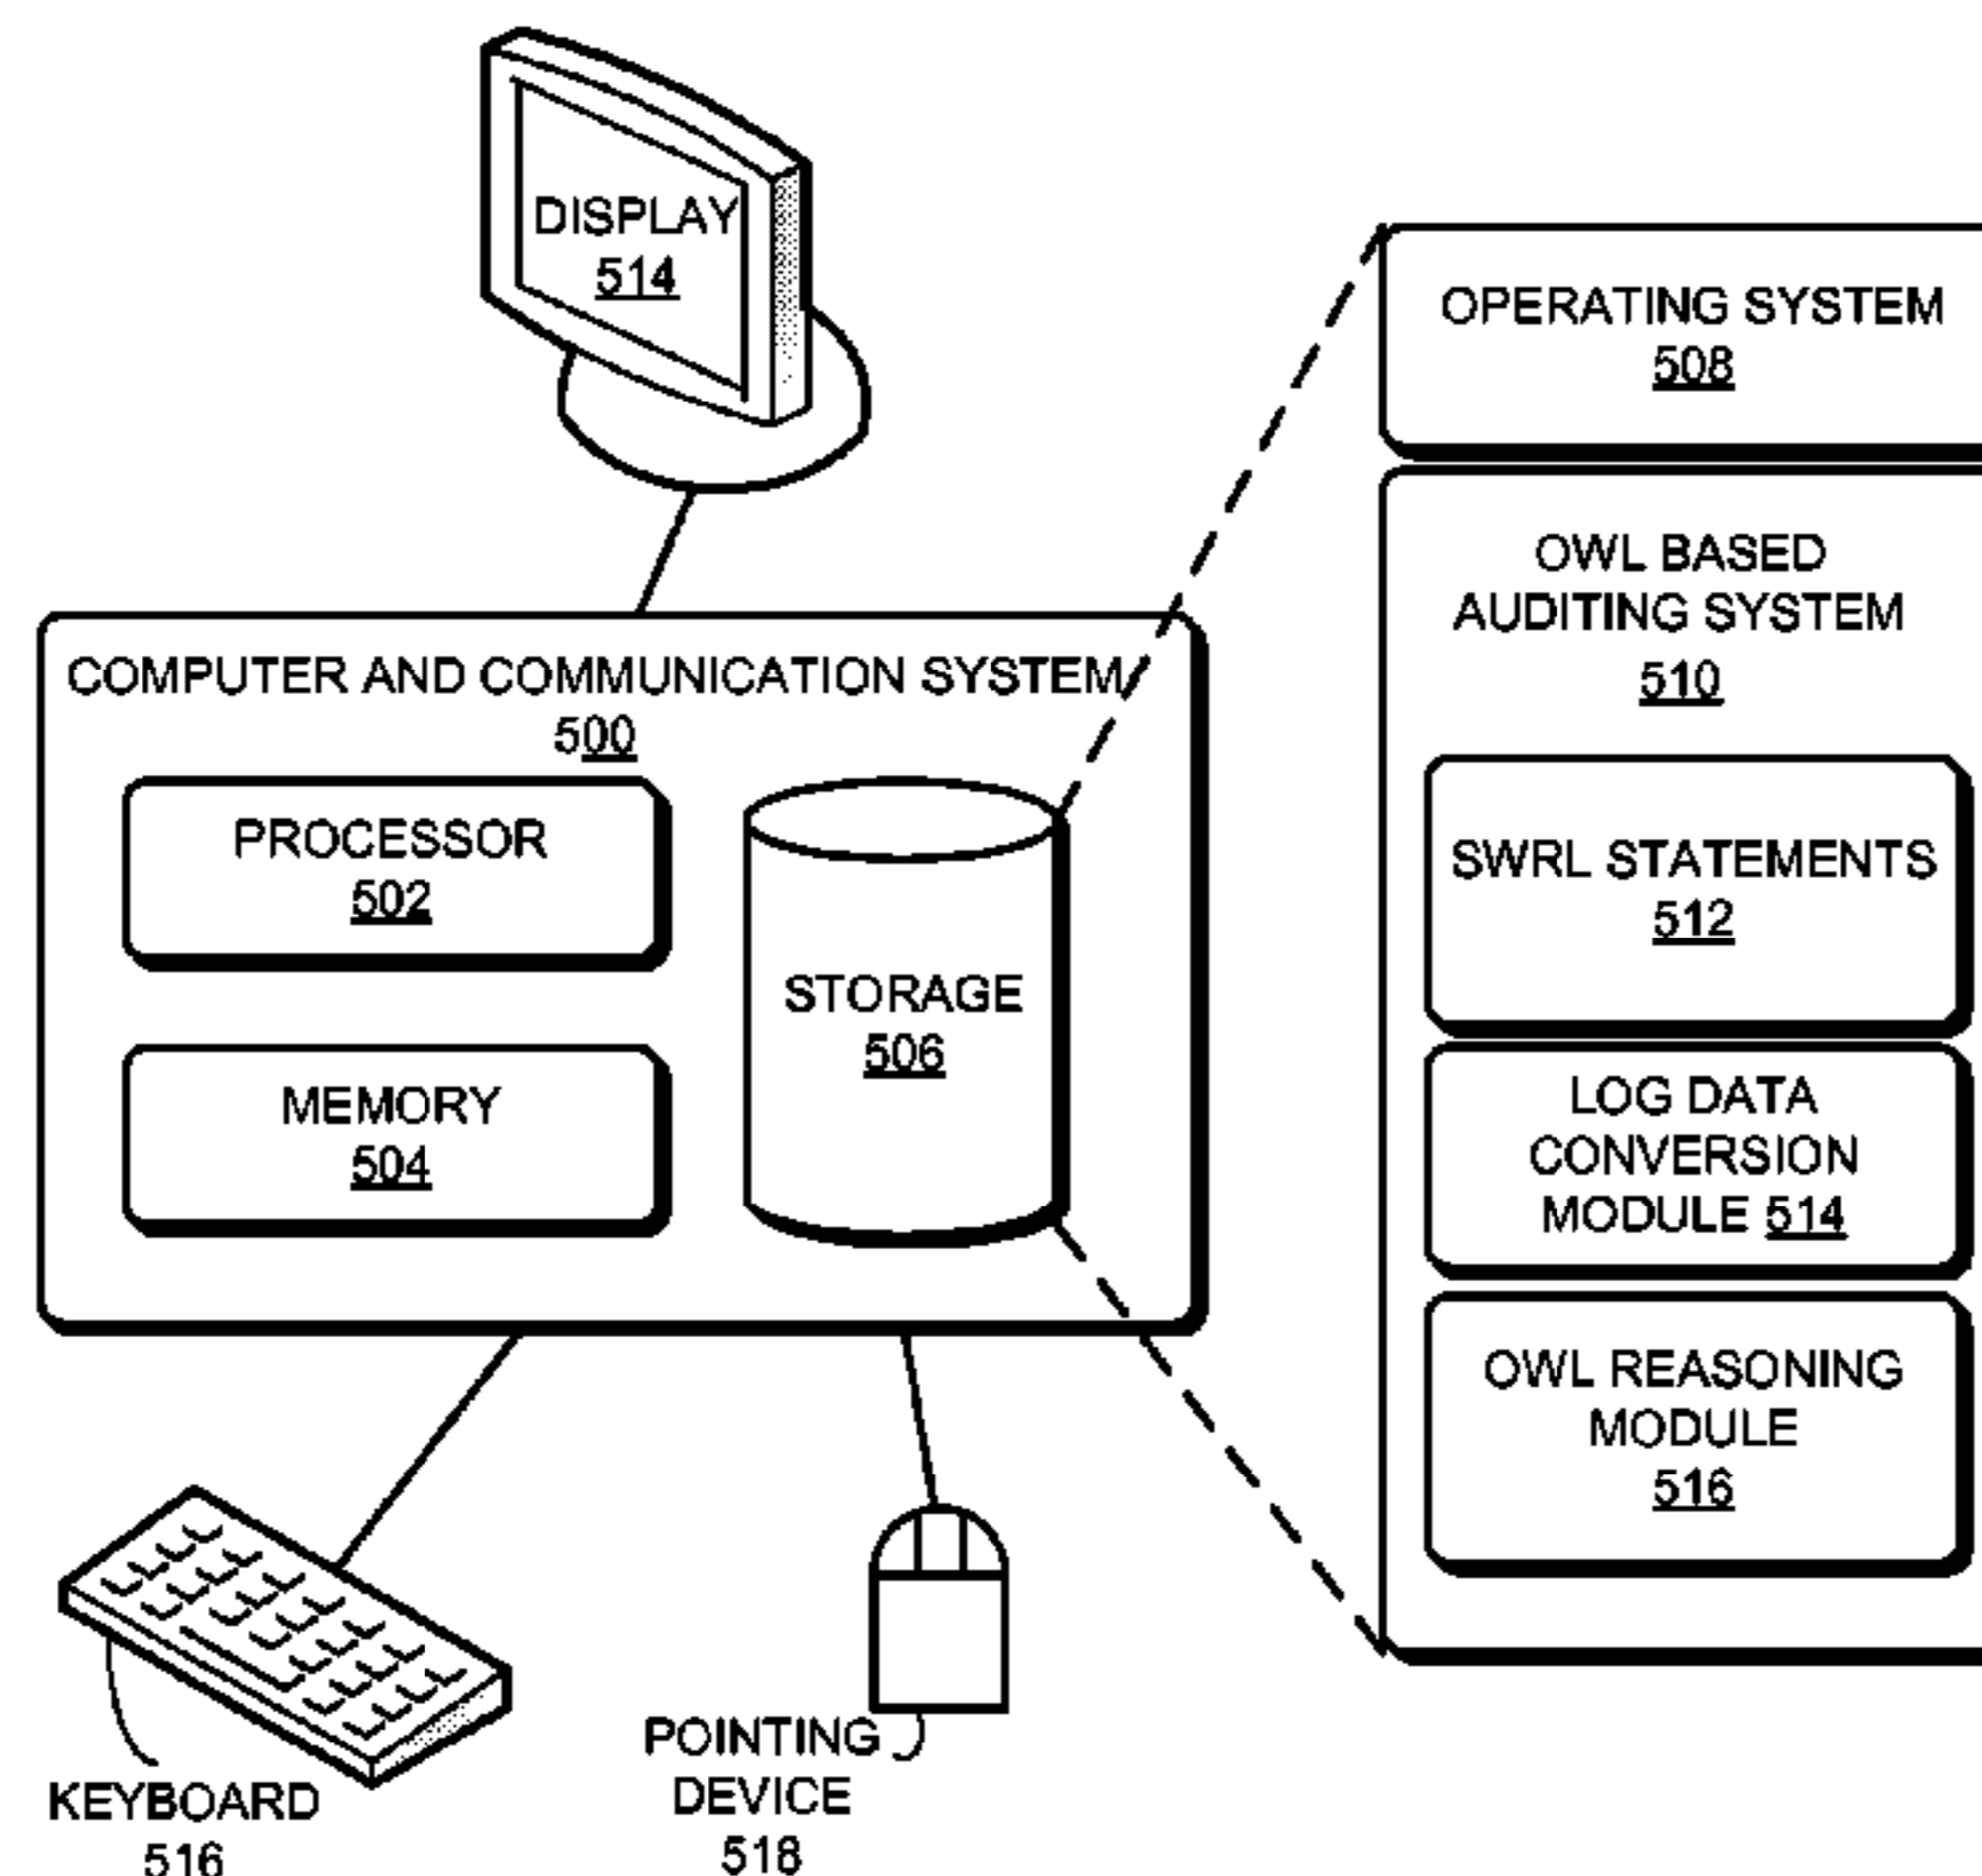 DISPLAY
514
OPERATING SYSTEM
508
OWL BASED
AUDITING SYSTEM
510
COMPUTER AND COMMUNICATION SYSTEM
500
PROCESSOR
502
MEMORY
504
STORAGE
506
SWRL STATEMENTS
512
LOG DATA
CONVERSION
MODULE 514
OWL REASONING
MODULE
516
KEYBOARD
516
POINTING
DEVICE
518